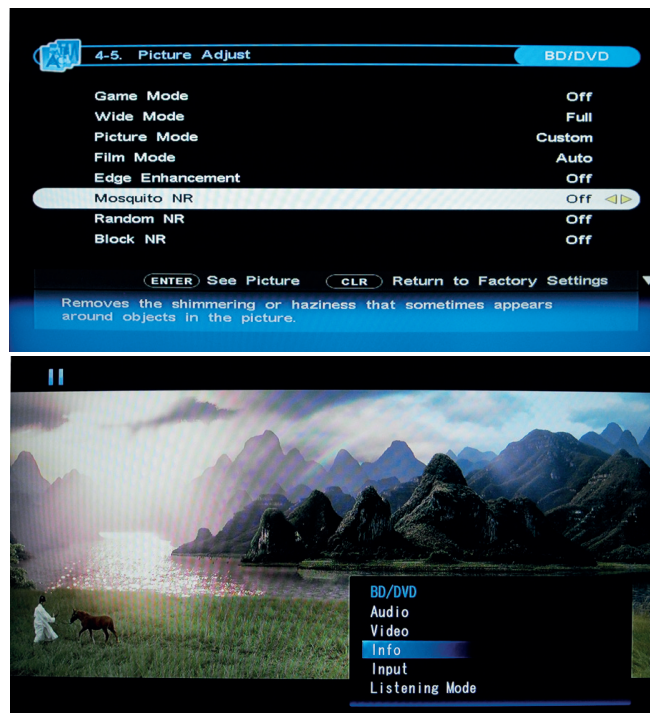 4-5. Picture Adjust BD/DVD
Game Mode Off
Wide Mode Full
Picture Mode Custom
Film Mode Auto
Edge Enhancement Off
Mosquito NR Off
Random NR Off
Block NR Off
ENTER See Picture CLR Return to Factory Settings
Removes the shimmering or haziness that sometimes appears
around objects in the picture.
BD/DVD
Audio
Video
Info
Input
Listening Mode